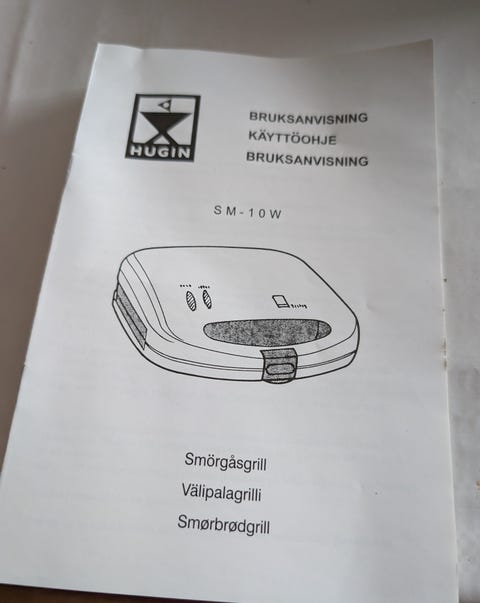 HUGIN
BRUKSANVISNING
KÄYTTÖOHJE
BRUKSANVISNING
SM-10W
Smörgåsgrill
Välipalagrilli
Smørbrødgrill